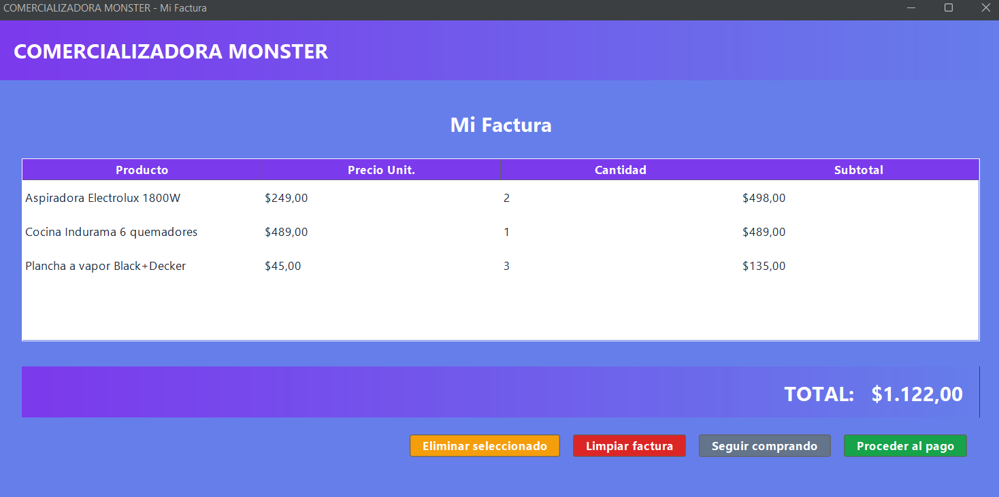 COMERCIALIZADORA MONSTER - Mi Factura
COMERCIALIZADORA MONSTER
Mi Factura
Producto Precio Unit. Cantidad Subtotal
Aspiradora Electrolux 1800W $249,00 2 $498,00
Cocina Indurama 6 quemadores $489,00 1 $489,00
Plancha a vapor Black+Decker $45,00 3 $135,00
TOTAL: $1.122,00
Eliminar seleccionado Limpiar factura Seguir comprando Proceder al pago